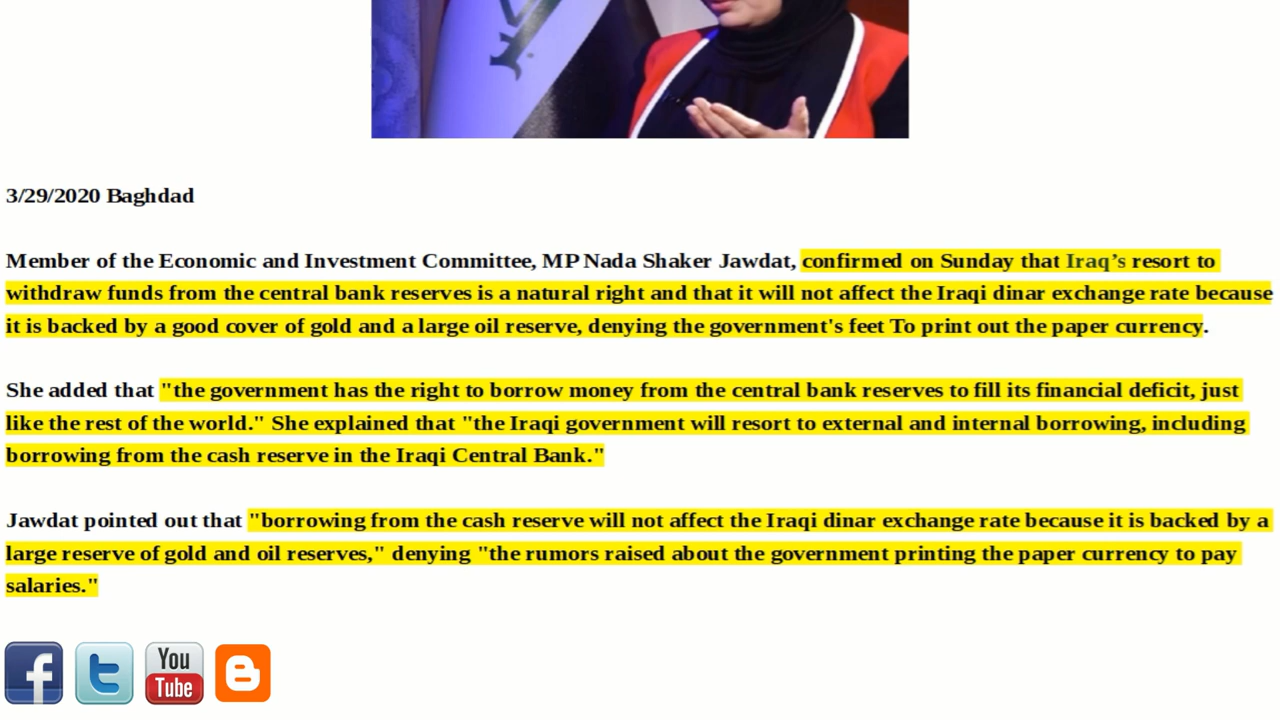 3/29/2020 Baghdad
Member of the Economic and Investment Committee, MP Nada Shaker Jawdat, confirmed on Sunday that Iraq’s resort to
withdraw funds from the central bank reserves is a natural right and that it will not affect the Iraqi dinar exchange rate because
it is backed by a good cover of gold and a large oil reserve, denying the government's feet To print out the paper currency.
She added that "the government has the right to borrow money from the central bank reserves to fill its financial deficit, just
like the rest of the world." She explained that "the Iraqi government will resort to external and internal borrowing, including
borrowing from the cash reserve in the Iraqi Central Bank."
Jawdat pointed out that "borrowing from the cash reserve will not affect the Iraqi dinar exchange rate because it is backed by a
large reserve of gold and oil reserves," denying "the rumors raised about the government printing the paper currency to pay
salaries."
You
Tube